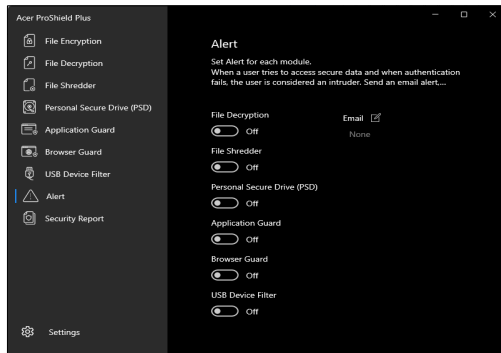 Acer ProShield Plus
File Encryption
File Decryption
File Shredder
Personal Secure Drive (PSD)
Application Guard
Browser Guard
USB Device Filter
Alert
Security Report
Settings
Alert
Set Alert for each module.
When a user tries to access secure data and when authentication
fails, the user is considered an intruder. Send an email alert,...
File Decryption
Off
Email
None
File Shredder
Off
Personal Secure Drive (PSD)
Off
Application Guard
Off
Browser Guard
Off
USB Device Filter
Off